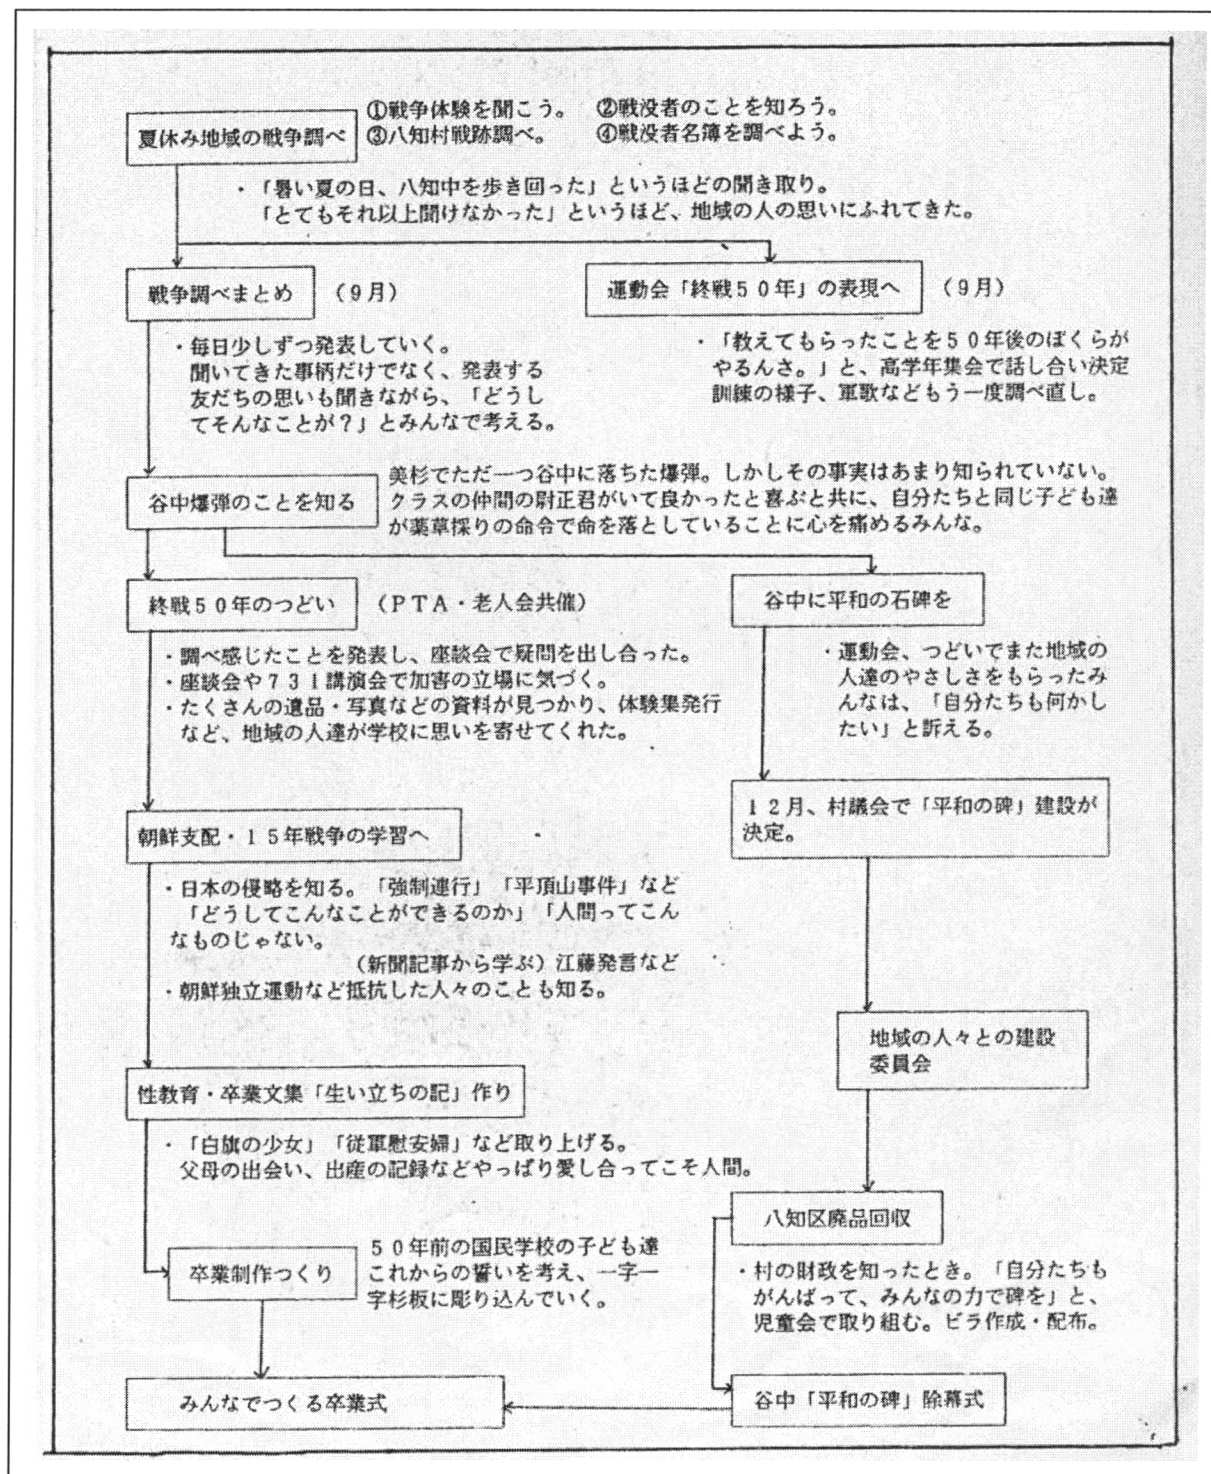 夏休み地域の戦争調べ
①戦争体験を聞こう。 ②戦没者のことを知ろう。
③八知村戦跡調べ。 ④戦没者名簿を調べよう。
・「暑い夏の日、八知中を歩き回った」というほどの聞き取り。
「とてもそれ以上聞けなかった」というほど、地域の人の思いにふれてきた。
戦争調べまとめ (9月)
・毎日少しずつ発表していく。
聞いてきた事柄だけでなく、発表する
友だちの思いも聞きながら、「どうし
てそんなことが?」とみんなで考える。
運動会「終戦50年」の表現へ (9月)
・「教えてもらったことを50年後のぼくらが
やるんさ。」と、高学年集会で話し合い決定
訓練の様子、軍歌などもう一度調べ直し。
谷中爆弾のことを知る
美杉でただ一つ谷中に落ちた爆弾。しかしその事実はあまり知られていない。
クラスの仲間の尉正君がいて良かったと喜ぶと共に、自分たちと同じ子ども達
が薬草採りの命令で命を落としていることに心を痛めるみんな。
終戦50年のつどい (PTA・老人会共催)
・調べ感じたことを発表し、座談会で疑問を出し合った。
・座談会や731講演会で加害の立場に気づく。
・たくさんの遺品・写真などの資料が見つかり、体験集発行
など、地域の人達が学校に思いを寄せてくれた。
谷中に平和の石碑を
・運動会、つどいでまた地域の
人達のやさしさをもらったみ
んなは、「自分たちも何かし
たい」と訴える。
12月、村議会で「平和の碑」建設が
決定。
朝鮮支配・15年戦争の学習へ
・日本の侵略を知る。「強制連行」「平頂山事件」など
「どうしてこんなことができるのか」「人間ってこん
なものじゃない。
(新聞記事から学ぶ)江藤発言など
・朝鮮独立運動など抵抗した人々のことも知る。
地域の人々との建設
委員会
性教育・卒業文集「生い立ちの記」作り
・「白旗の少女」「従軍慰安婦」など取り上げる。
父母の出会い、出産の記録などやっぱり愛し合ってこそ人間。
八知区廃品回収
・村の財政を知ったとき。「自分たちも
がんばって、みんなの力で碑を」と、
児童会で取り組む。ビラ作成・配布。
卒業制作つくり
50年前の国民学校の子ども達
これからの誓いを考え、一字一
字杉板に彫り込んでいく。
みんなでつくる卒業式
谷中「平和の碑」除幕式